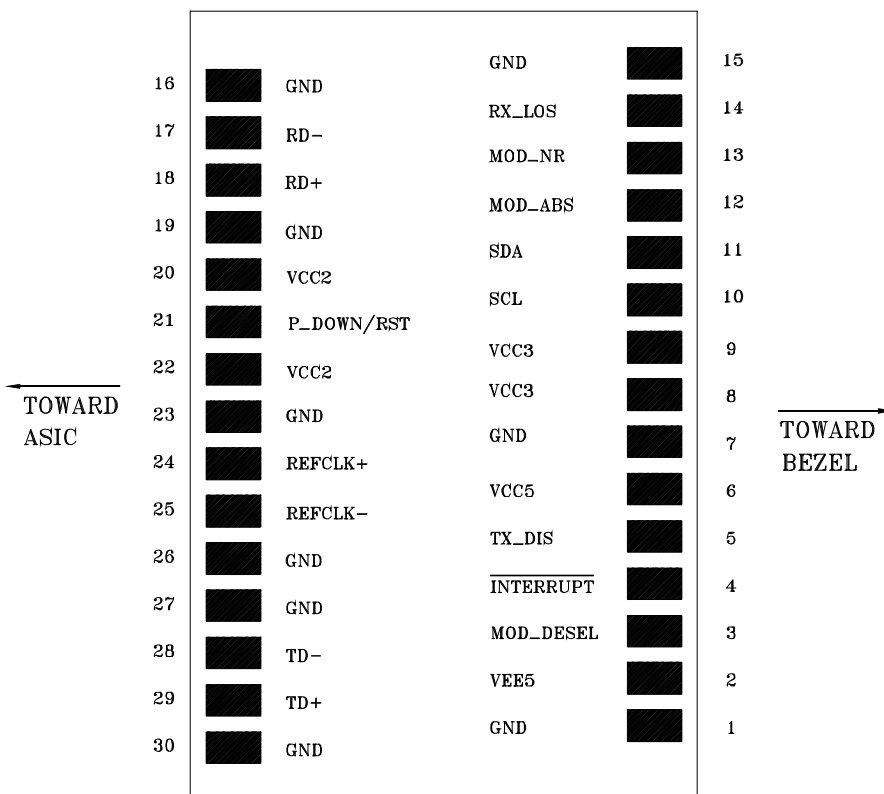 GND 15
16 GND
RX_LOS 14
17 RD-
MOD_NR 13
18 RD+
MOD_ABS 12
19 GND
SDA 11
20 VCC2
SCL 10
21 P_DOWN/RST
VCC3 9
22 VCC2
VCC3 8
TOWARD ASIC
23 GND
GND 7
TOWARD BEZEL
24 REFCLK+
VCC5 6
25 REFCLK-
TX_DIS 5
26 GND
INTERRUPT 4
27 GND
MOD_DESEL 3
28 TD-
VEE5 2
29 TD+
GND 1
30 GND